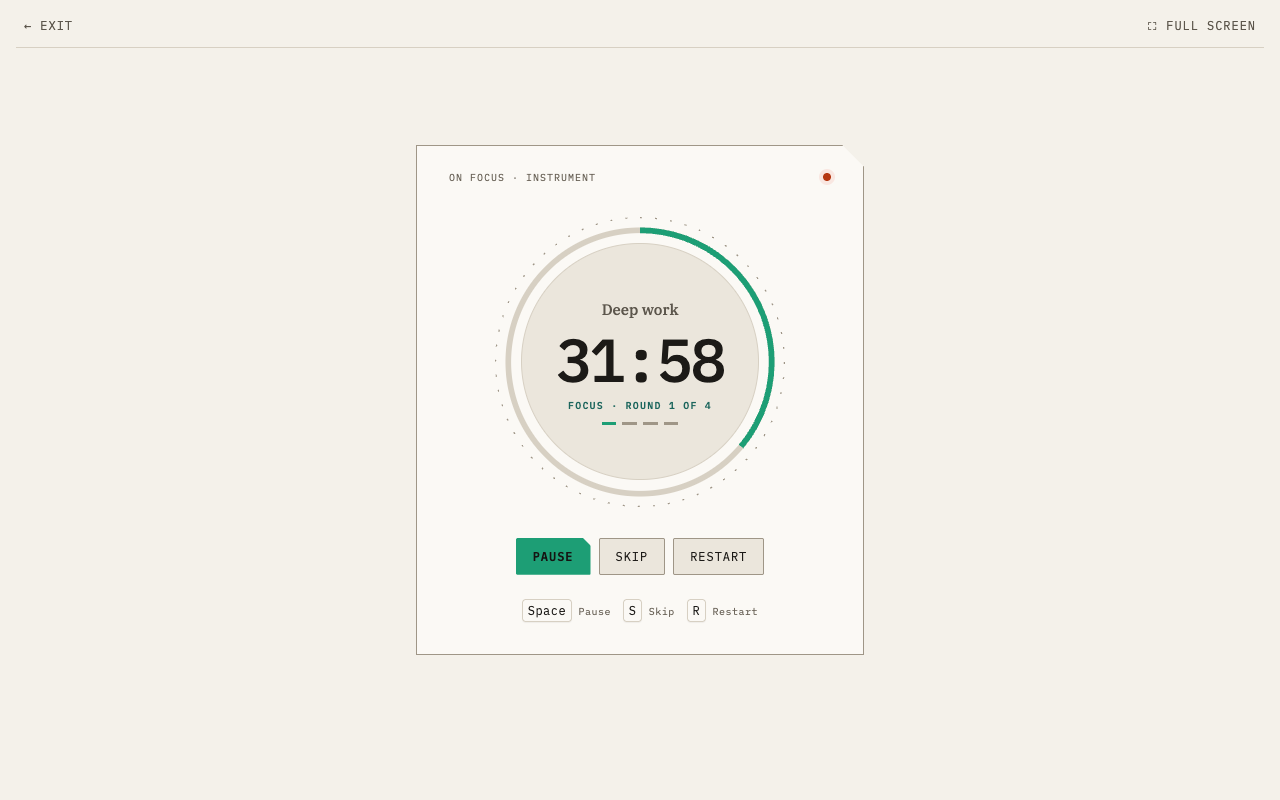 ← EXIT
FULL SCREEN
ON FOCUS · INSTRUMENT
Deep work
31:58
FOCUS · ROUND 1 OF 4
PAUSE SKIP RESTART
Space Pause S Skip R Restart